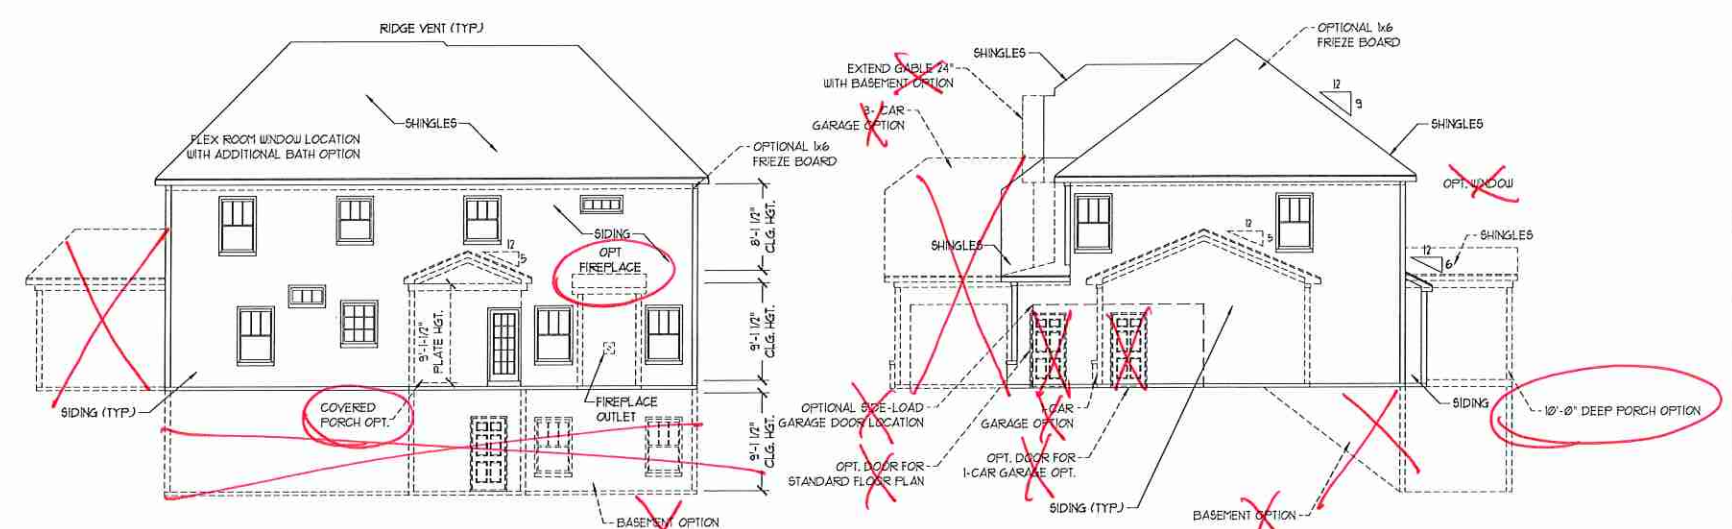 RIDGE VENT (TYP.)
SHINGLES
FLEX ROOM WINDOW LOCATION
WITH ADDITIONAL BATH OPTION
OPTIONAL 1x6
FRIEZE BOARD
8'-1 1/2"
CLG. HGT.
SIDING
12
5
OPT
FIREPLACE
9'-1 1/2"
PLATE HGT.
9'-1 1/2"
CLG. HGT.
SIDING (TYP.)
COVERED
PORCH OPT.
FIREPLACE
OUTLET
9'-1 1/2"
CLG. HGT.
BASEMENT OPTION
OPTIONAL 1x6
FRIEZE BOARD
SHINGLES
EXTEND GABLE 24"
WITH BASEMENT OPTION
12
9
3-CAR
GARAGE OPTION
SHINGLES
OPT. WINDOW
12
5
SHINGLES
SHINGLES
12
6
OPTIONAL SIDE-LOAD
GARAGE DOOR LOCATION
1-CAR
GARAGE OPTION
SIDING
10'-0" DEEP PORCH OPTION
OPT. DOOR FOR
STANDARD FLOOR PLAN
OPT. DOOR FOR
1-CAR GARAGE OPT.
SIDING (TYP.)
BASEMENT OPTION